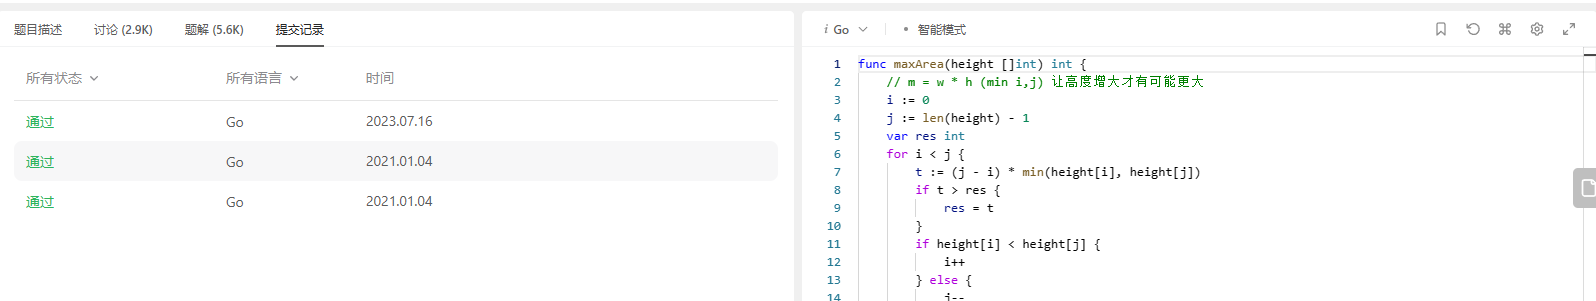 题目描述 讨论 (2.9K) 题解 (5.6K) 提交记录
所有状态 所有语言 时间
通过 Go 2023.07.16
通过 Go 2021.01.04
通过 Go 2021.01.04
i Go • 智能模式
1 func maxArea(height []int) int {
2 // m = w * h (min i,j) 让高度增大才有可能更大
3 i := 0
4 j := len(height) - 1
5 var res int
6 for i < j {
7 t := (j - i) * min(height[i], height[j])
8 if t > res {
9 res = t
10 }
11 if height[i] < height[j] {
12 i++
13 } else {
14 j--